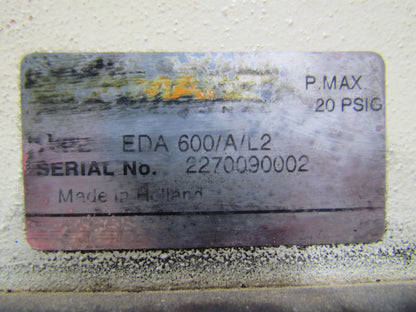 P.MAX
20 PSIG
EDA 600/A/L2
SERIAL No. 2270090002
Made in Holland